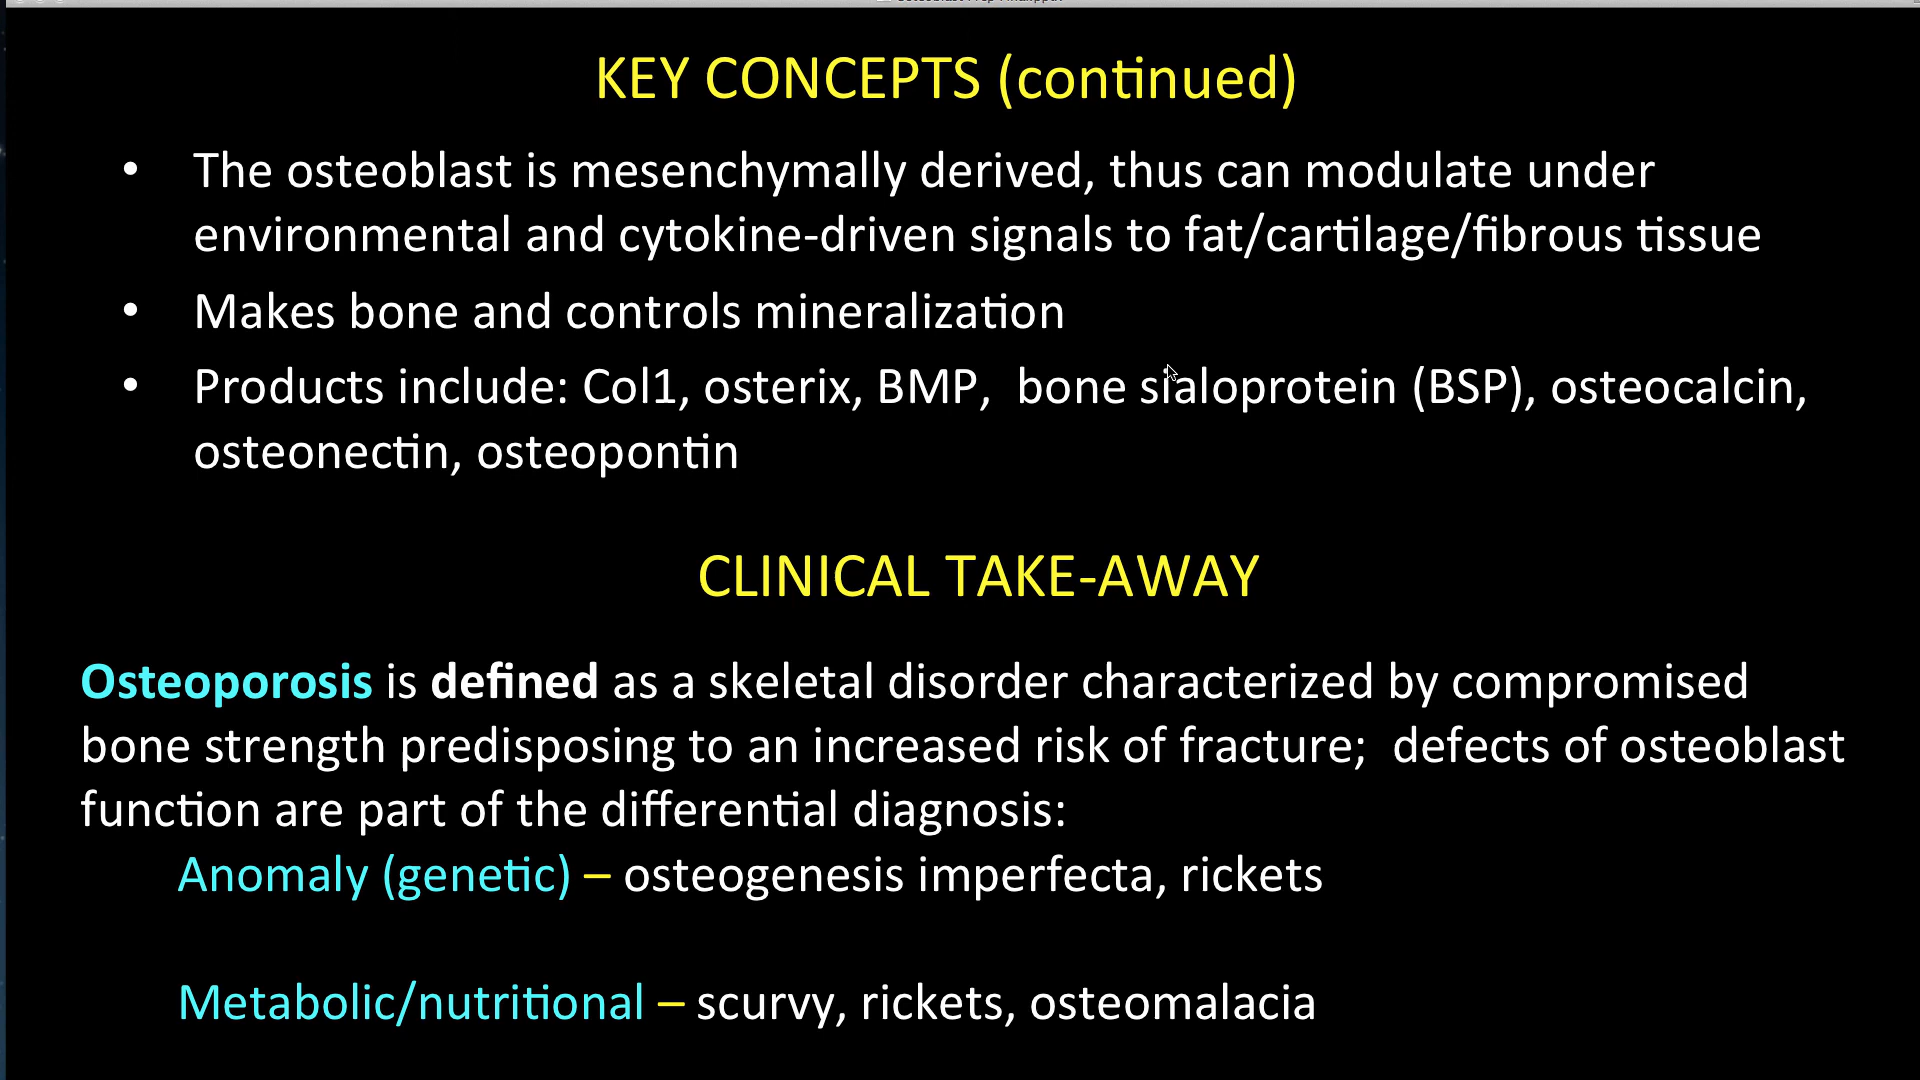 KEY CONCEPTS (continued)
• The osteoblast is mesenchymally derived, thus can modulate under
environmental and cytokine-driven signals to fat/cartilage/fibrous tissue
• Makes bone and controls mineralization
• Products include: Col1, osterix, BMP,  bone sialoprotein (BSP), osteocalcin,
osteonectin, osteopontin
CLINICAL TAKE-AWAY
Osteoporosis is defined as a skeletal disorder characterized by compromised
bone strength predisposing to an increased risk of fracture;  defects of osteoblast
function are part of the differential diagnosis:
Anomaly (genetic) – osteogenesis imperfecta, rickets
Metabolic/nutritional – scurvy, rickets, osteomalacia